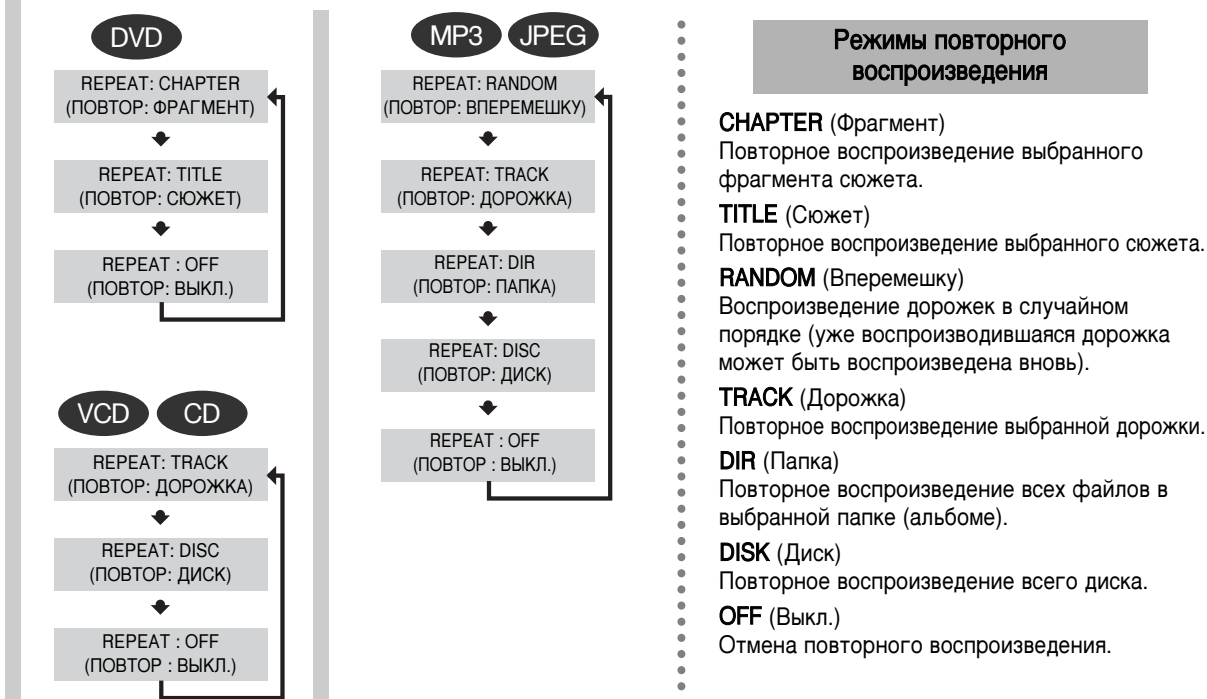 DVD
REPEAT: CHAPTER
(ПОВТОР: ФРАГМЕНТ)
REPEAT: TITLE
(ПОВТОР: СЮЖЕТ)
REPEAT : OFF
(ПОВТОР: ВЫКЛ.)
VCD CD
REPEAT: TRACK
(ПОВТОР: ДОРОЖКА)
REPEAT: DISC
(ПОВТОР: ДИСК)
REPEAT : OFF
(ПОВТОР : ВЫКЛ.)
MP3 JPEG
REPEAT: RANDOM
(ПОВТОР: ВПЕРЕМЕШКУ)
REPEAT: TRACK
(ПОВТОР: ДОРОЖКА)
REPEAT: DIR
(ПОВТОР: ПАПКА)
REPEAT: DISC
(ПОВТОР: ДИСК)
REPEAT : OFF
(ПОВТОР : ВЫКЛ.)
Режимы повторного
воспроизведения
CHAPTER (Фрагмент)
Повторное воспроизведение выбранного
фрагмента сюжета.
TITLE (Сюжет)
Повторное воспроизведение выбранного сюжета.
RANDOM (Вперемешку)
Воспроизведение дорожек в случайном
порядке (уже воспроизводившаяся дорожка
может быть воспроизведена вновь).
TRACK (Дорожка)
Повторное воспроизведение выбранной дорожки.
DIR (Папка)
Повторное воспроизведение всех файлов в
выбранной папке (альбоме).
DISK (Диск)
Повторное воспроизведение всего диска.
OFF (Выкл.)
Отмена повторного воспроизведения.